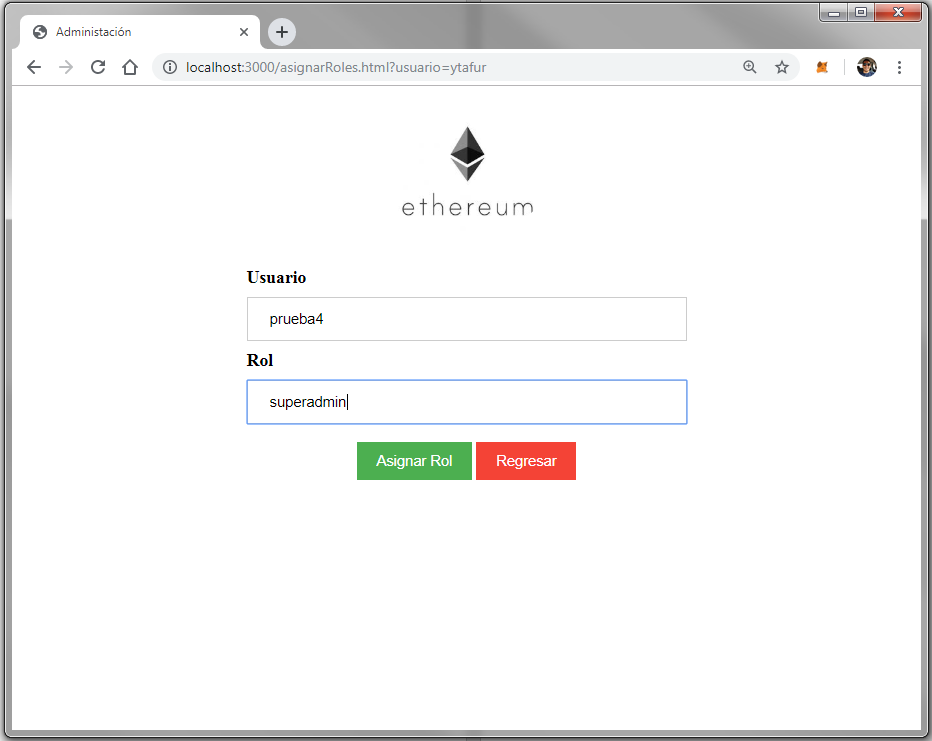 Administación
localhost:3000/asignarRoles.html?usuario=ytafur
ethereum
Usuario
prueba4
Rol
superadmin
Asignar Rol Regresar